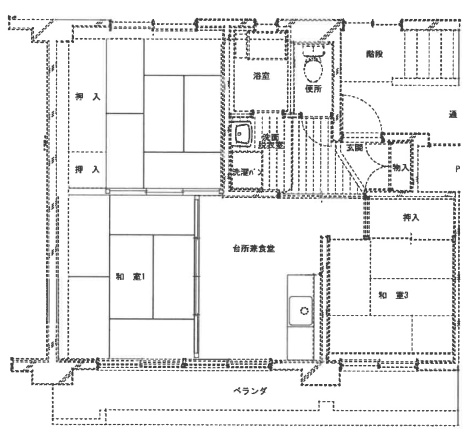 階段
浴室
便所
押 入
通
洗面
脱衣室
玄関
押 入
洗濯パン
物入
P
押入
台所兼食堂
和 室1
和 室3
ベランダ